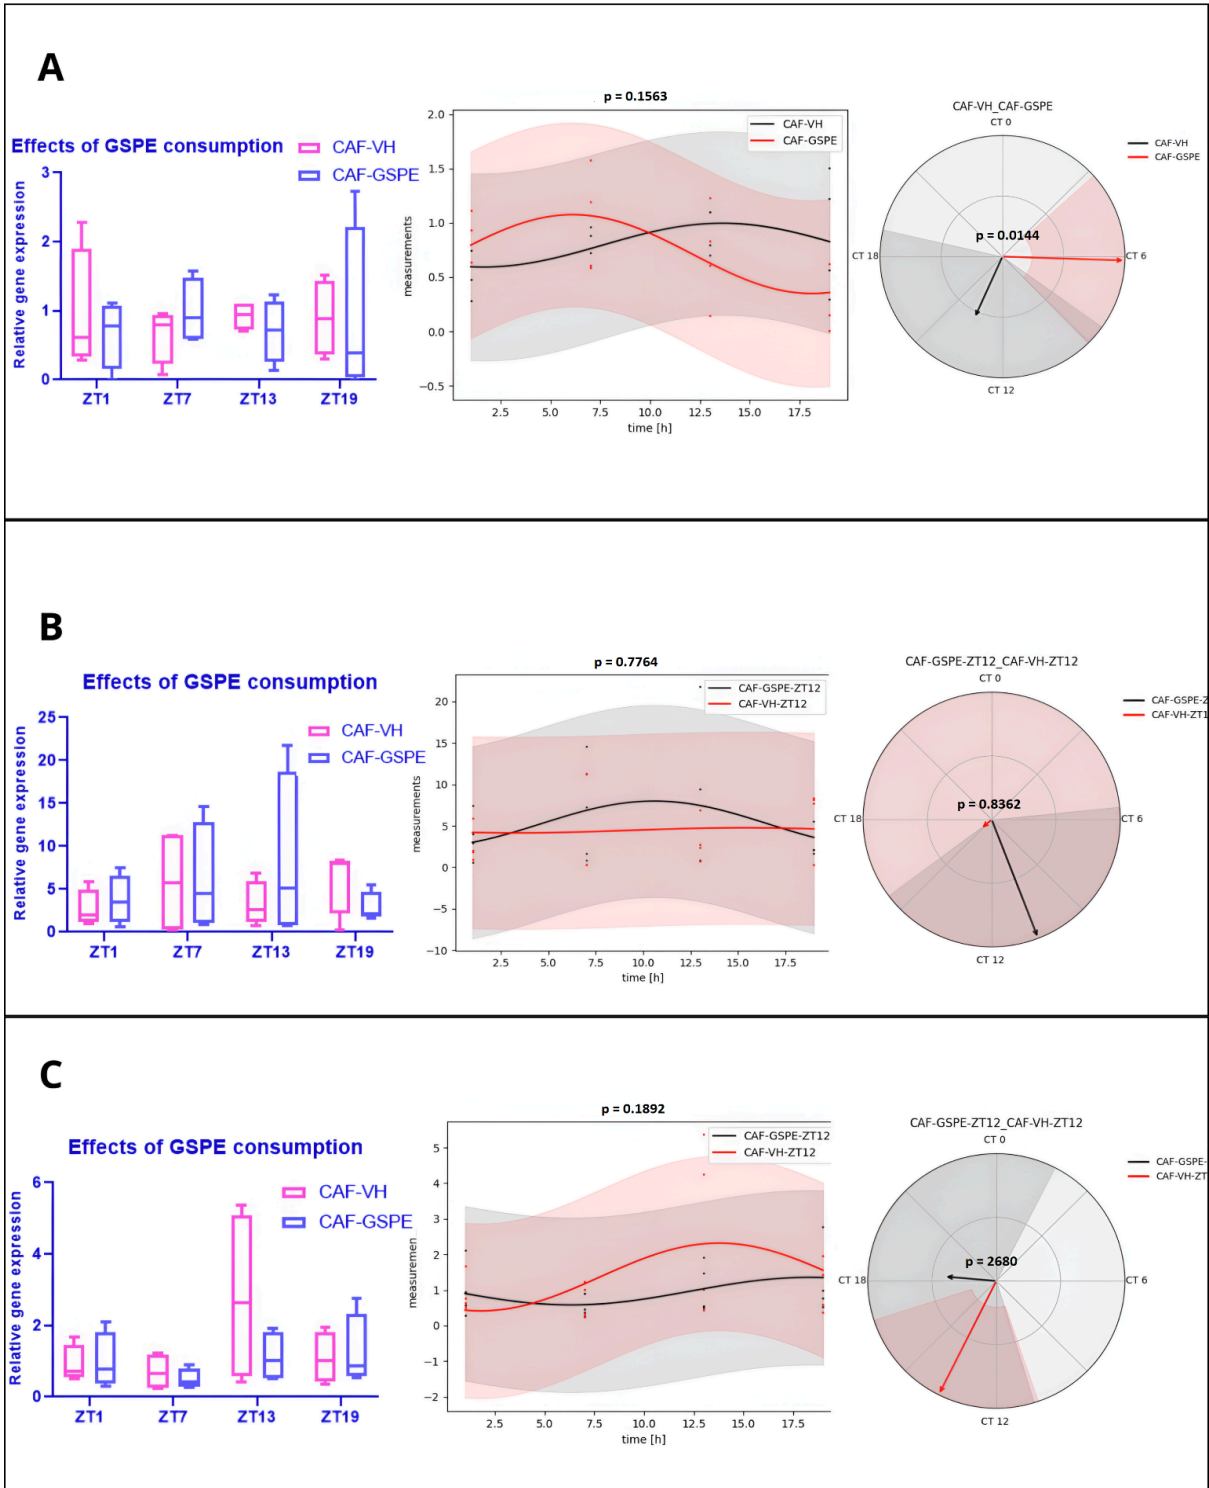 A
Effects of GSPE consumption
CAF-VH
CAF-GSPE
Relative gene expression
3
2
1
0
ZT1 ZT7 ZT13 ZT19
p = 0.1563
CAF-VH
CAF-GSPE
measurements
2.0
1.5
1.0
0.5
0.0
−0.5
2.5 5.0 7.5 10.0 12.5 15.0 17.5
time [h]
CAF-VH_CAF-GSPE
CT 0
CAF-VH
CAF-GSPE
p = 0.0144
CT 18
CT 6
CT 12
B
Effects of GSPE consumption
CAF-VH
CAF-GSPE
Relative gene expression
25
20
15
10
5
0
ZT1 ZT7 ZT13 ZT19
p = 0.7764
CAF-GSPE-ZT12
CAF-VH-ZT12
measurements
20
15
10
5
0
−5
−10
2.5 5.0 7.5 10.0 12.5 15.0 17.5
time [h]
CAF-GSPE-ZT12_CAF-VH-ZT12
CT 0
CAF-GSPE-Z
CAF-VH-ZT1
p = 0.8362
CT 18
CT 6
CT 12
C
Effects of GSPE consumption
CAF-VH
CAF-GSPE
Relative gene expression
6
4
2
0
ZT1 ZT7 ZT13 ZT19
p = 0.1892
CAF-GSPE-ZT12
CAF-VH-ZT12
measuremen
5
4
3
2
1
0
−1
−2
2.5 5.0 7.5 10.0 12.5 15.0 17.5
time [h]
CAF-GSPE-ZT12_CAF-VH-ZT12
CT 0
CAF-GSPE-
CAF-VH-ZT
p = 2680
CT 18
CT 6
CT 12